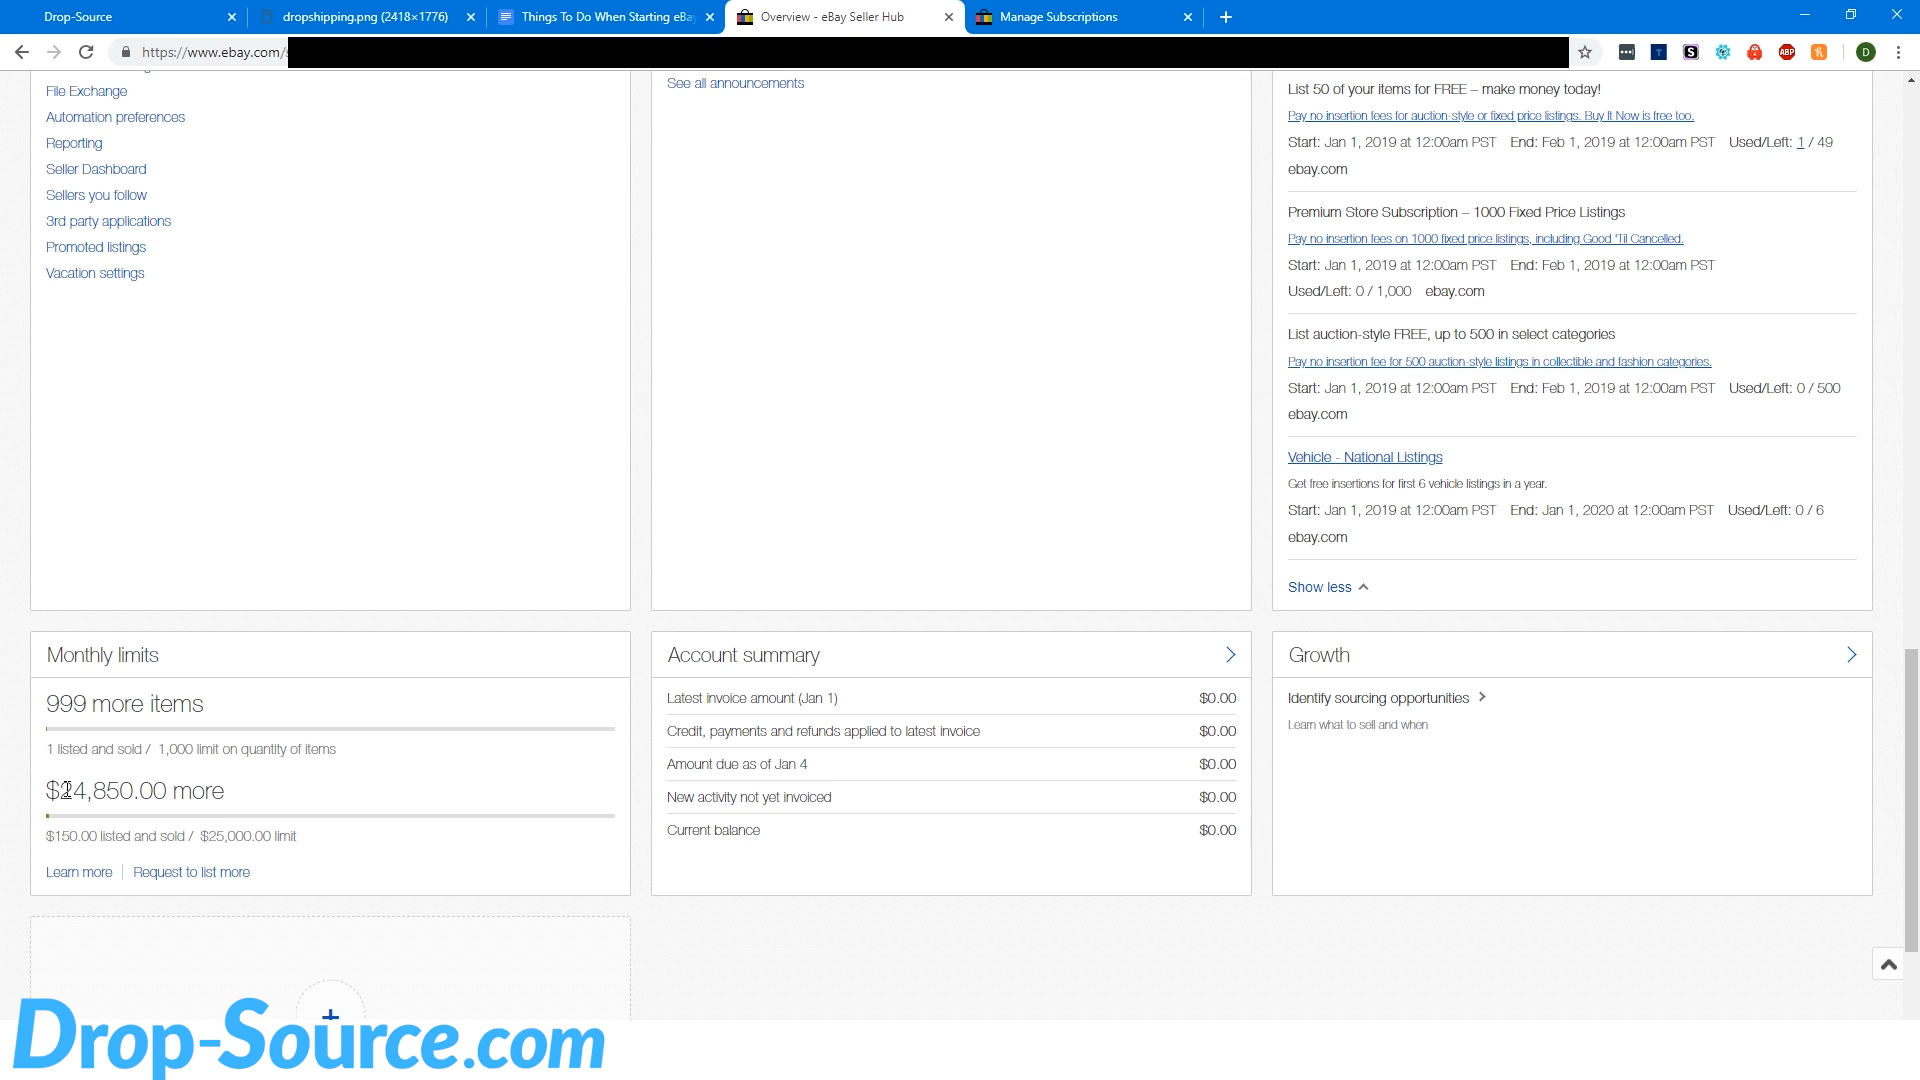 Drop-Source
dropshipping.png (2418×1776)
Things To Do When Starting eBay
Overview - eBay Seller Hub
Manage Subscriptions
https://www.ebay.com/
ABP
D
File Exchange
Automation preferences
Reporting
Seller Dashboard
Sellers you follow
3rd party applications
Promoted listings
Vacation settings
See all announcements
List 50 of your items for FREE – make money today!
Pay no insertion fees for auction-style or fixed price listings. Buy It Now is free too.
Start: Jan 1, 2019 at 12:00am PST End: Feb 1, 2019 at 12:00am PST Used/Left: 1 / 49
ebay.com
Premium Store Subscription – 1000 Fixed Price Listings
Pay no insertion fees on 1000 fixed price listings, including Good 'Til Cancelled.
Start: Jan 1, 2019 at 12:00am PST End: Feb 1, 2019 at 12:00am PST
Used/Left: 0 / 1,000 ebay.com
List auction-style FREE, up to 500 in select categories
Pay no insertion fee for 500 auction-style listings in collectible and fashion categories.
Start: Jan 1, 2019 at 12:00am PST End: Feb 1, 2019 at 12:00am PST Used/Left: 0 / 500
ebay.com
Vehicle - National Listings
Get free insertions for first 6 vehicle listings in a year.
Start: Jan 1, 2019 at 12:00am PST End: Jan 1, 2020 at 12:00am PST Used/Left: 0 / 6
ebay.com
Show less
Monthly limits
999 more items
1 listed and sold / 1,000 limit on quantity of items
$24,850.00 more
$150.00 listed and sold / $25,000.00 limit
Learn more
Request to list more
Account summary
Latest invoice amount (Jan 1) $0.00
Credit, payments and refunds applied to latest invoice $0.00
Amount due as of Jan 4 $0.00
New activity not yet invoiced $0.00
Current balance $0.00
Growth
Identify sourcing opportunities
Learn what to sell and when
Drop-Source.com